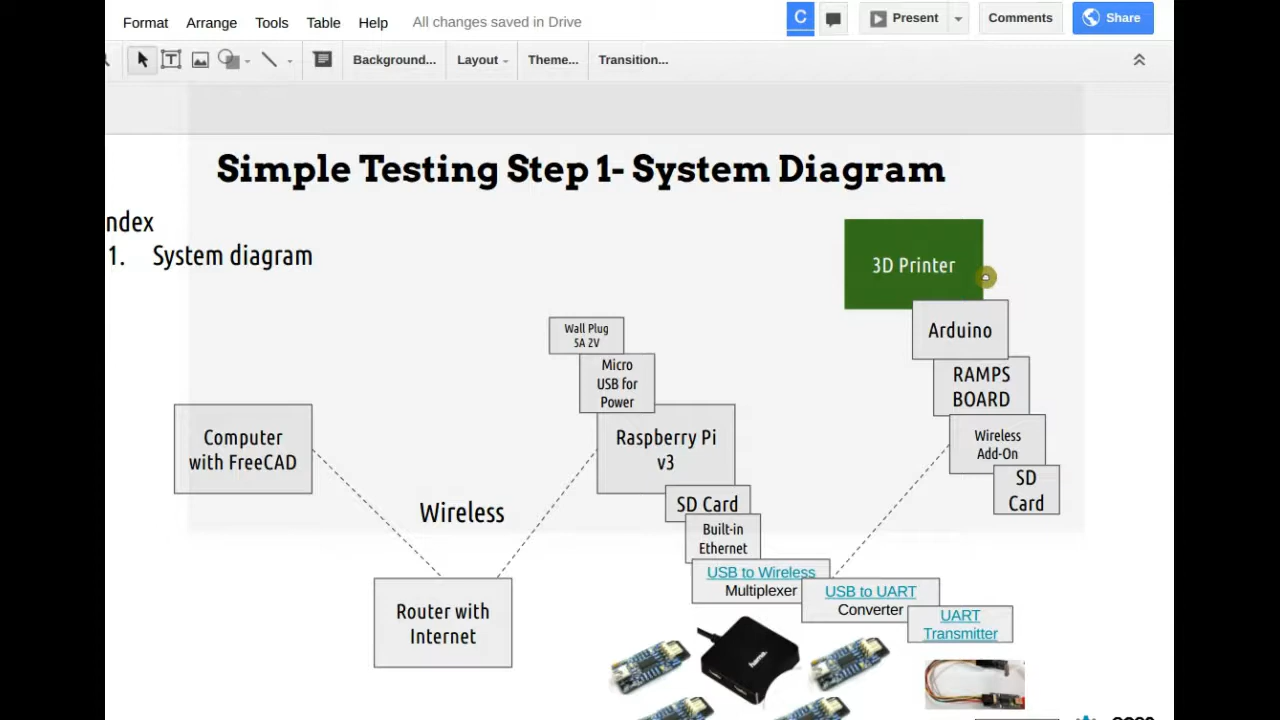 Format Arrange Tools Table Help All changes saved in Drive C Present Comments Share
Background... Layout Theme... Transition...
Simple Testing Step 1- System Diagram
ndex
1. System diagram
3D Printer
Arduino
RAMPS
BOARD
Wireless
Add-On
SD
Card
Wall Plug
5A 2V
Micro
USB for
Power
Raspberry Pi
v3
SD Card
Built-in
Ethernet
USB to Wireless
Multiplexer
USB to UART
Converter
UART
Transmitter
Computer
with FreeCAD
Wireless
Router with
Internet
hama.